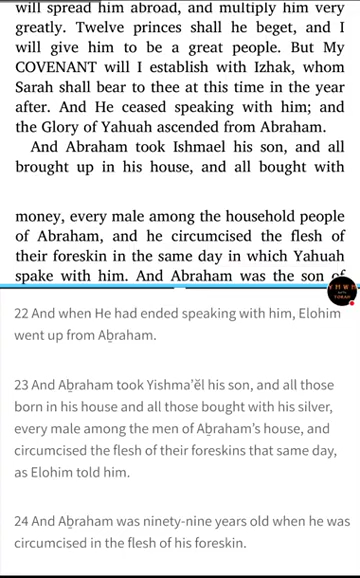 will spread him abroad, and multiply him very
greatly. Twelve princes shall he beget, and I
will give him to be a great people. But My
COVENANT will I establish with Izhak, whom
Sarah shall bear to thee at this time in the year
after. And He ceased speaking with him; and
the Glory of Yahuah ascended from Abraham.
And Abraham took Ishmael his son, and all
brought up in his house, and all bought with
money, every male among the household people
of Abraham, and he circumcised the flesh of
their foreskin in the same day in which Yahuah
spake with him. And Abraham was the son of
22 And when He had ended speaking with him, Elohim
went up from Aḇraham.
23 And Aḇraham took Yishma’ĕl his son, and all those
born in his house and all those bought with his silver,
every male among the men of Aḇraham’s house, and
circumcised the flesh of their foreskins that same day,
as Elohim told him.
24 And Aḇraham was ninety-nine years old when he was
circumcised in the flesh of his foreskin.